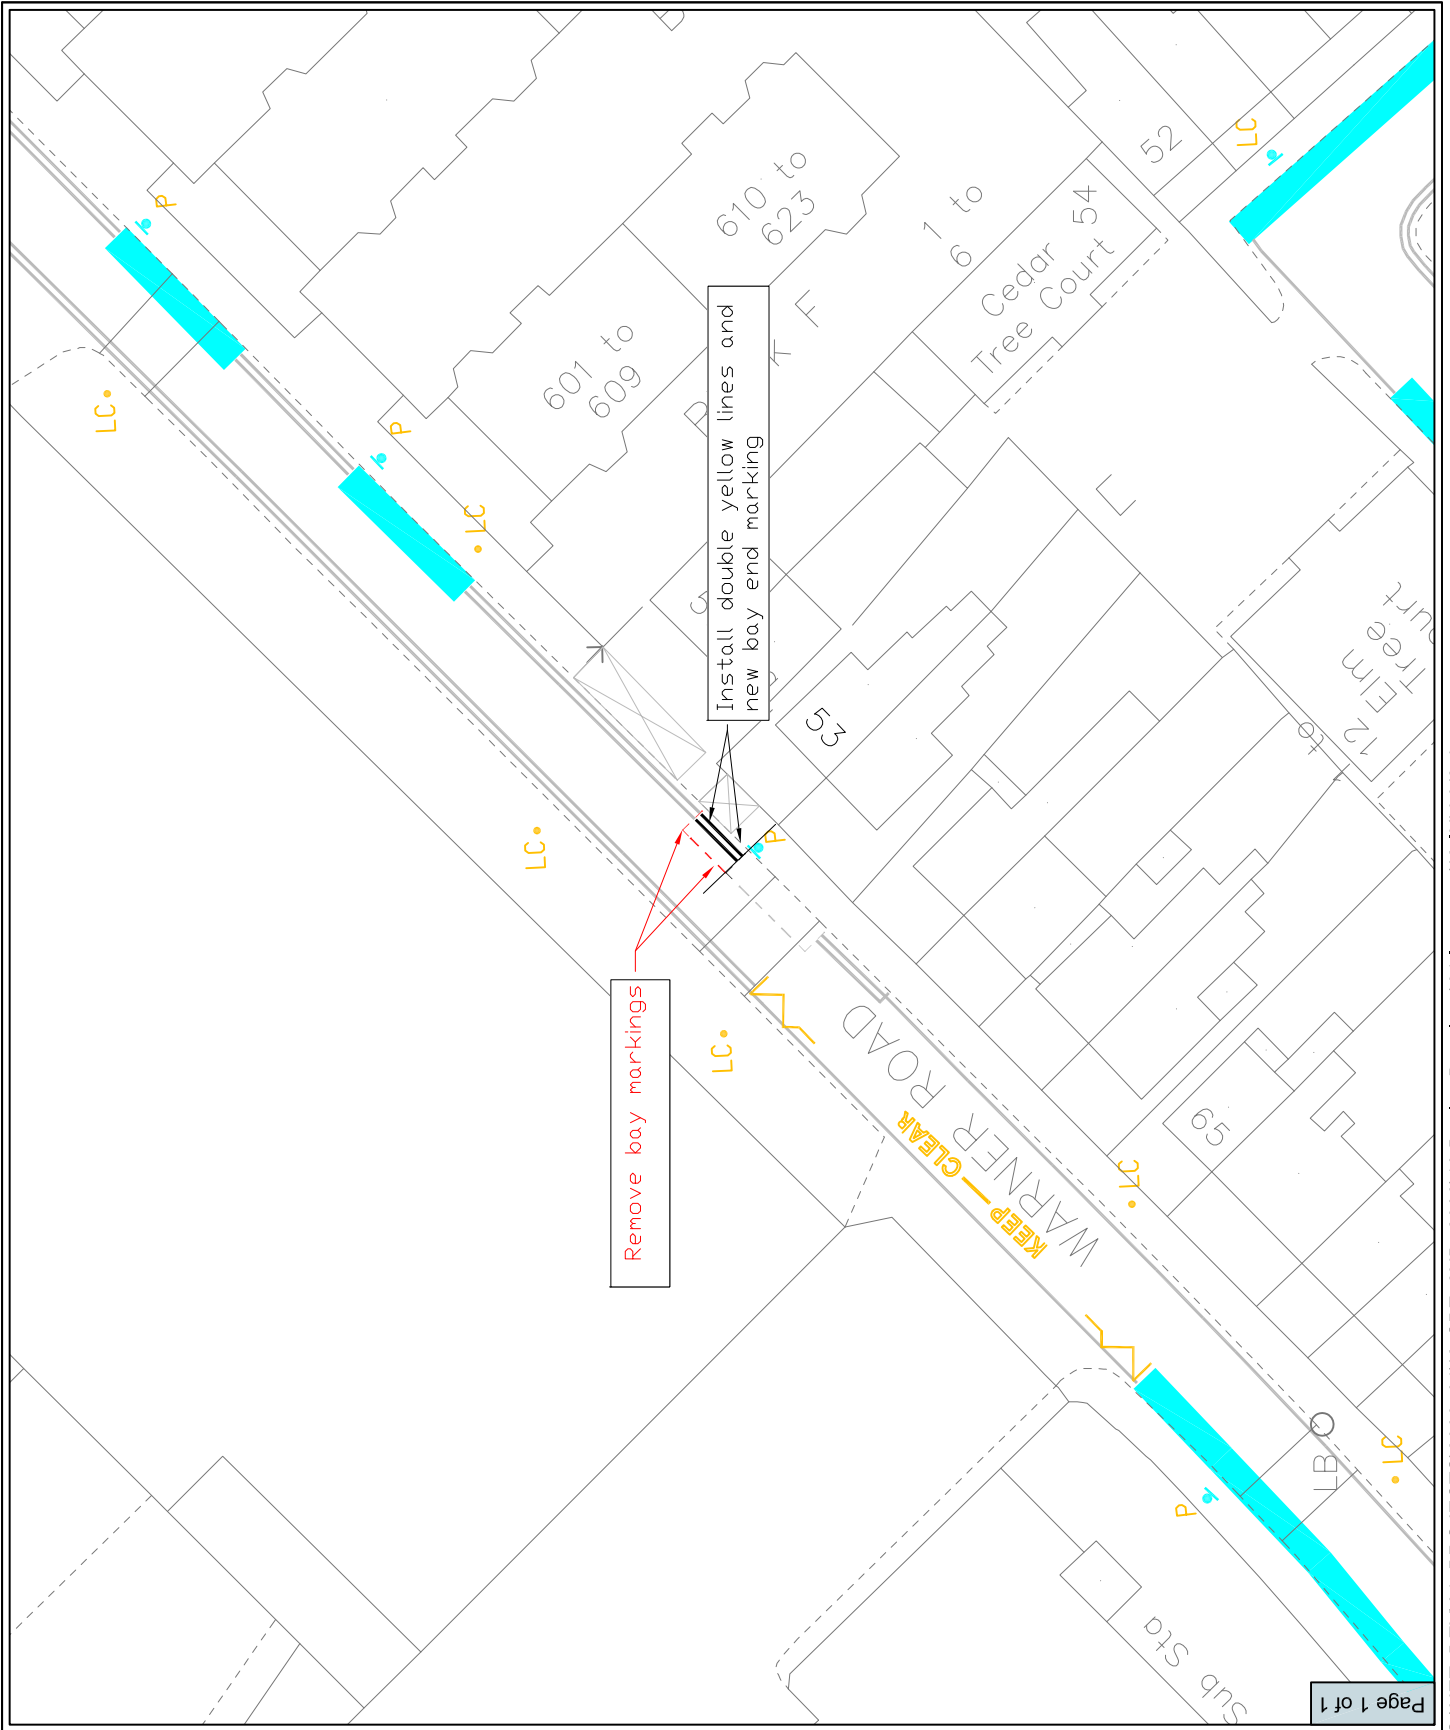 P
LC
P
LC
610 to
623
1 to
6
Cedar
Tree Court
54
52
LC
601 to
609
Install double yellow lines and
new bay end marking
53
P
LC
LC
Remove bay markings
WARNER ROAD
KEEP CLEAR
12 Elm
Tree
to
65
LC
LB
LC
P
Sub Sta
Page 1 of 1